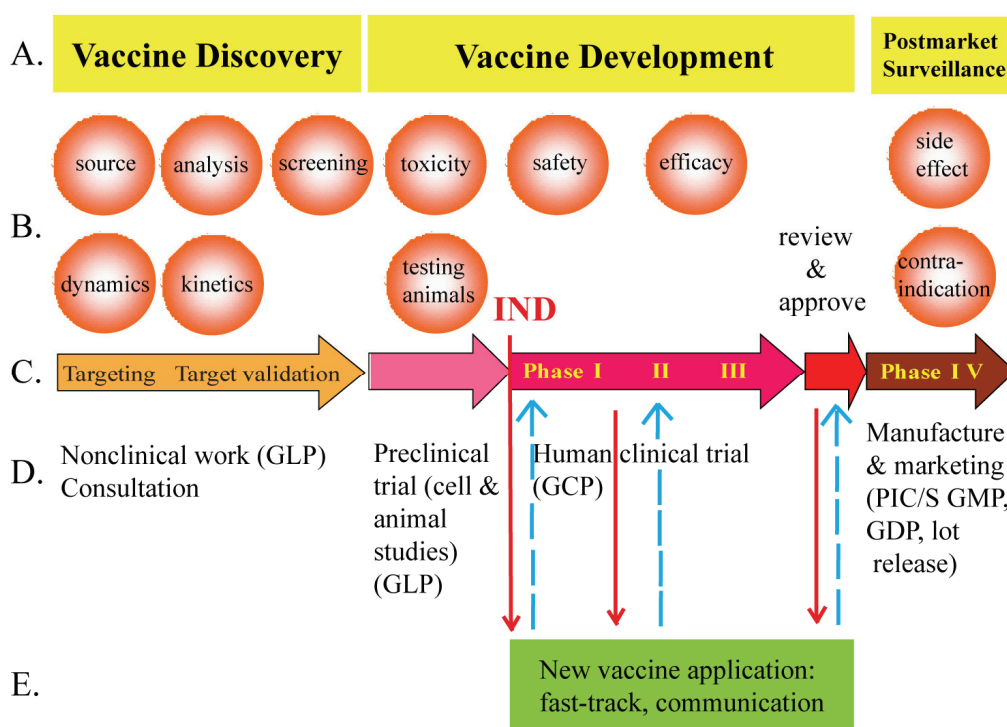 A.
Vaccine Discovery
Vaccine Development
Postmarket
Surveillance
B.
source
analysis
screening
toxicity
safety
efficacy
side
effect
dynamics
kinetics
testing
animals
review
&
approve
contra-
indication
IND
C.
Targeting
Target validation
Phase I
II
III
Phase I V
D.
Nonclinical work (GLP)
Consultation
Preclinical
trial (cell &
animal
studies)
(GLP)
Human clinical trial
(GCP)
Manufacture
& marketing
(PIC/S GMP,
GDP, lot
release)
E.
New vaccine application:
fast-track, communication